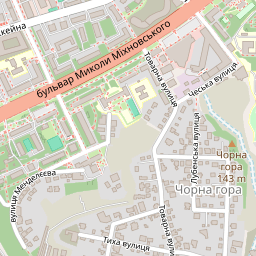 кейна
бульвар Миколи Міхновського
Товарна вулиця
Чеська вулиця
Лубенська вулиця
Чорна
гора
143 m
Чорна гора
вулиця Менделєєва
Товарна вул
Тиха вулиця